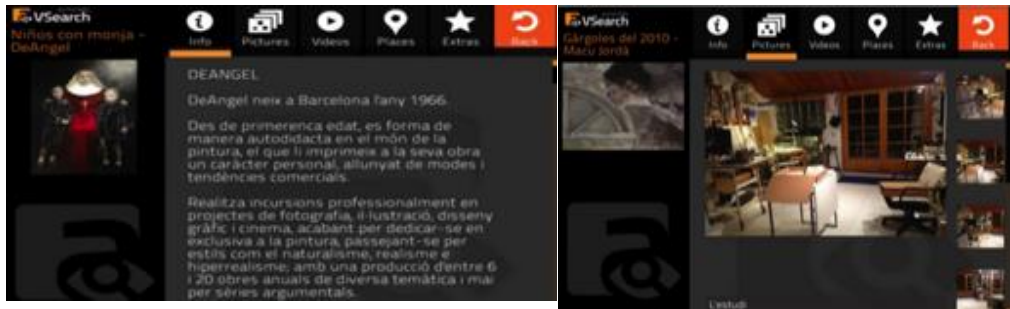 VSearch
Niños con monja -
DeAngel
Info
Pictures
Videos
Places
Extras
Back
DEANGEL
DeAngel neix a Barcelona l'any 1966.
Des de primerenca edat, es forma de
manera autodidacta en el món de la
pintura, el que li imprimeix a la seva obra
un caràcter personal, allunyat de modes i
tendències comercials.
Realitza incursions professionalment en
projectes de fotografia, il·lustració, disseny
gràfic i cinema, acabant per dedicar-se en
exclusiva a la pintura, passejant-se per
estils com el naturalisme, realisme e
hiperrealisme; amb una producció d'entre 6
i 20 obres anuals de diversa temàtica i mai
per sèries argumentals.
VSearch
Gàrgoles del 2010 -
Macu Jordà
Info
Pictures
Videos
Places
Extras
Back
L'estudi